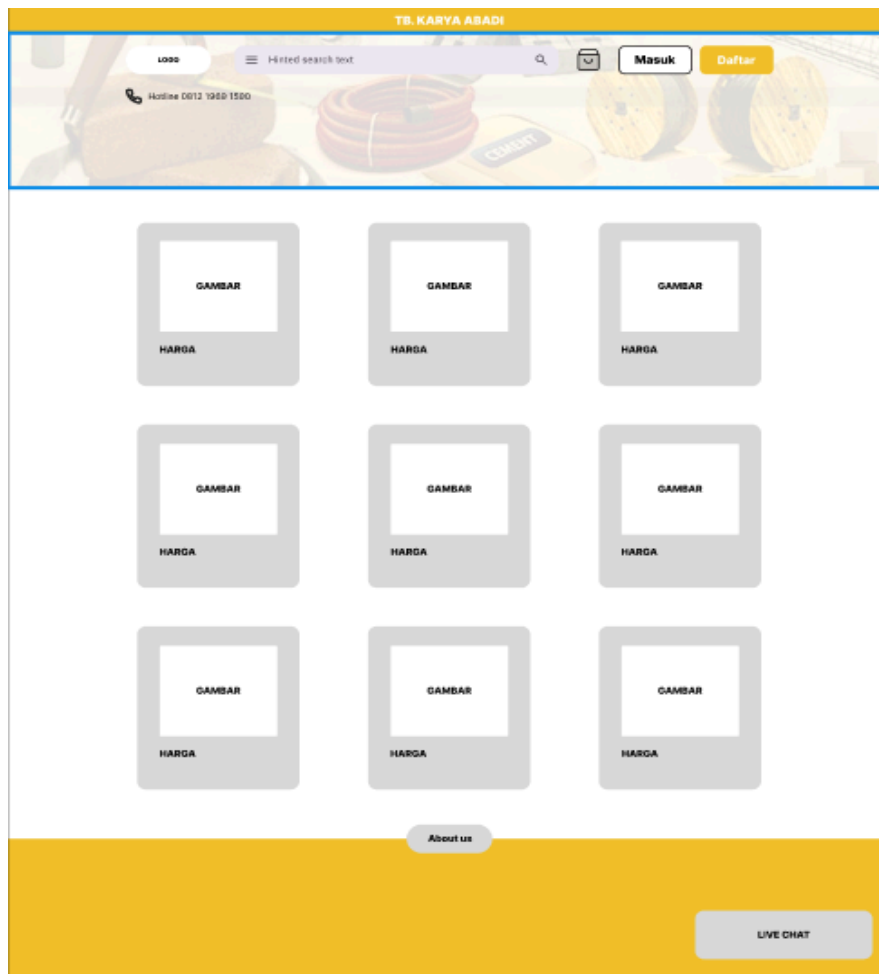 TB. KARYA ABADI
LOGO
Hinted search text
Masuk
Daftar
Hotline 0812 1980 1500
CEMENT
GAMBAR GAMBAR GAMBAR
HARGA HARGA HARGA
GAMBAR GAMBAR GAMBAR
HARGA HARGA HARGA
GAMBAR GAMBAR GAMBAR
HARGA HARGA HARGA
About us
LIVE CHAT